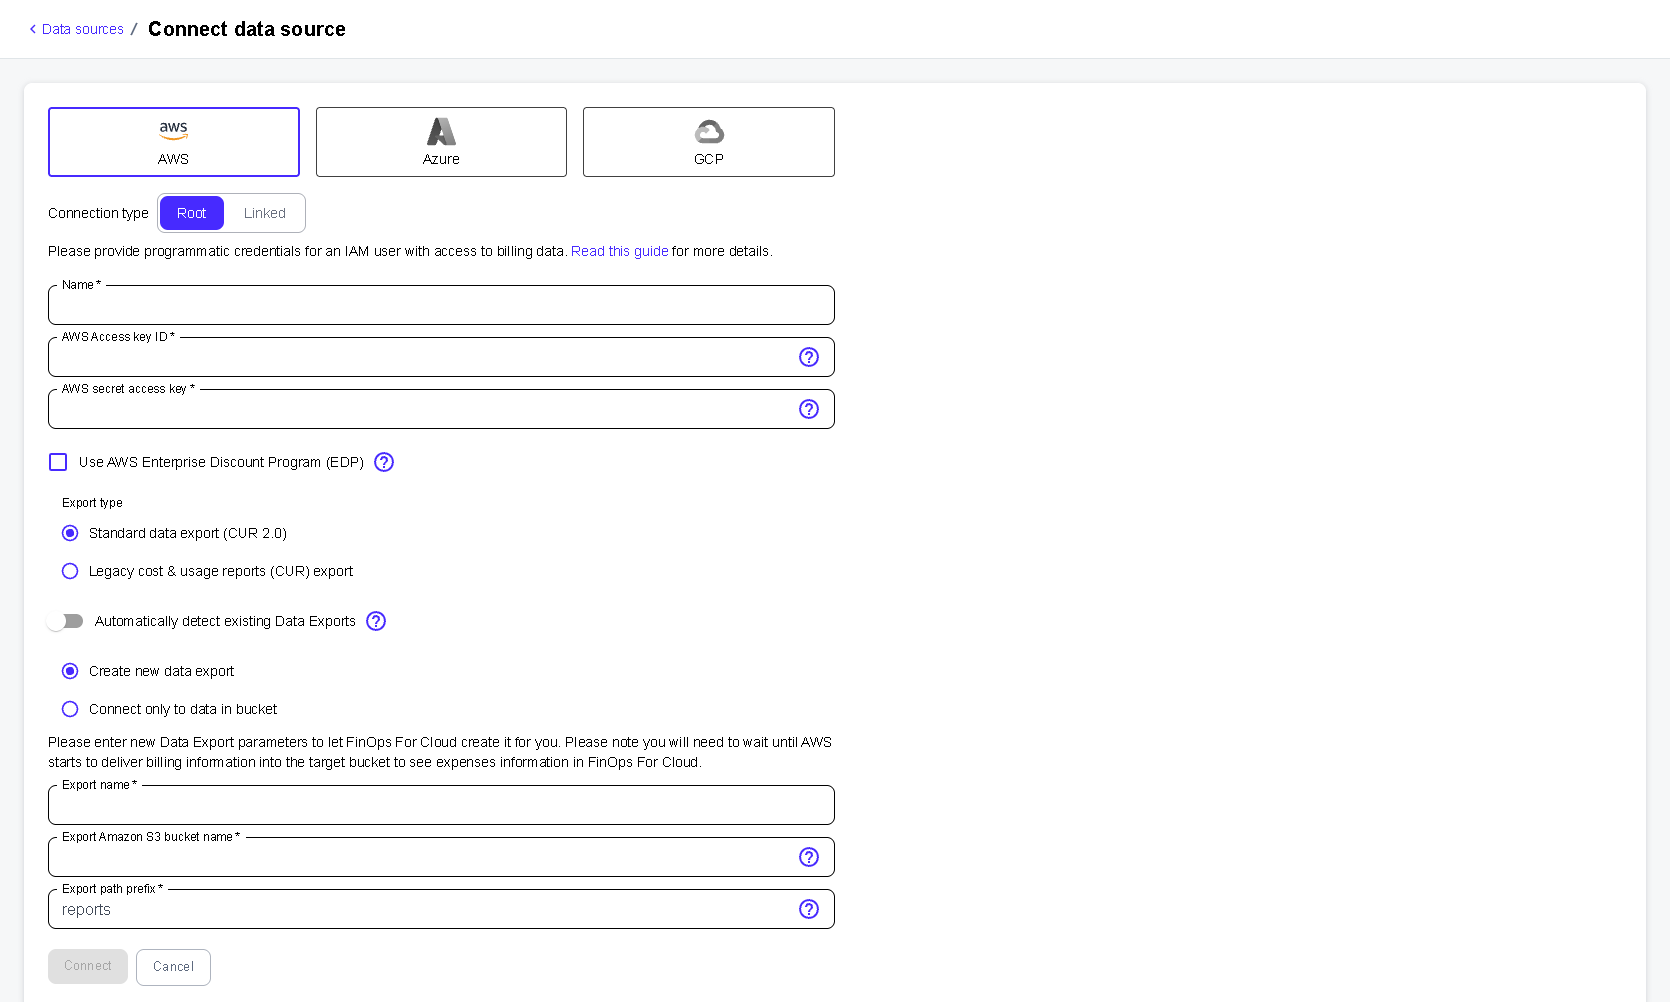 Data sources / Connect data source
aws
AWS
Azure
GCP
Connection type Root Linked
Please provide programmatic credentials for an IAM user with access to billing data. Read this guide for more details.
Name *
AWS Access key ID *
AWS secret access key *
Use AWS Enterprise Discount Program (EDP)
Export type
Standard data export (CUR 2.0)
Legacy cost & usage reports (CUR) export
Automatically detect existing Data Exports
Create new data export
Connect only to data in bucket
Please enter new Data Export parameters to let FinOps For Cloud create it for you. Please note you will need to wait until AWS
starts to deliver billing information into the target bucket to see expenses information in FinOps For Cloud.
Export name *
Export Amazon S3 bucket name *
Export path prefix *
reports
Connect Cancel